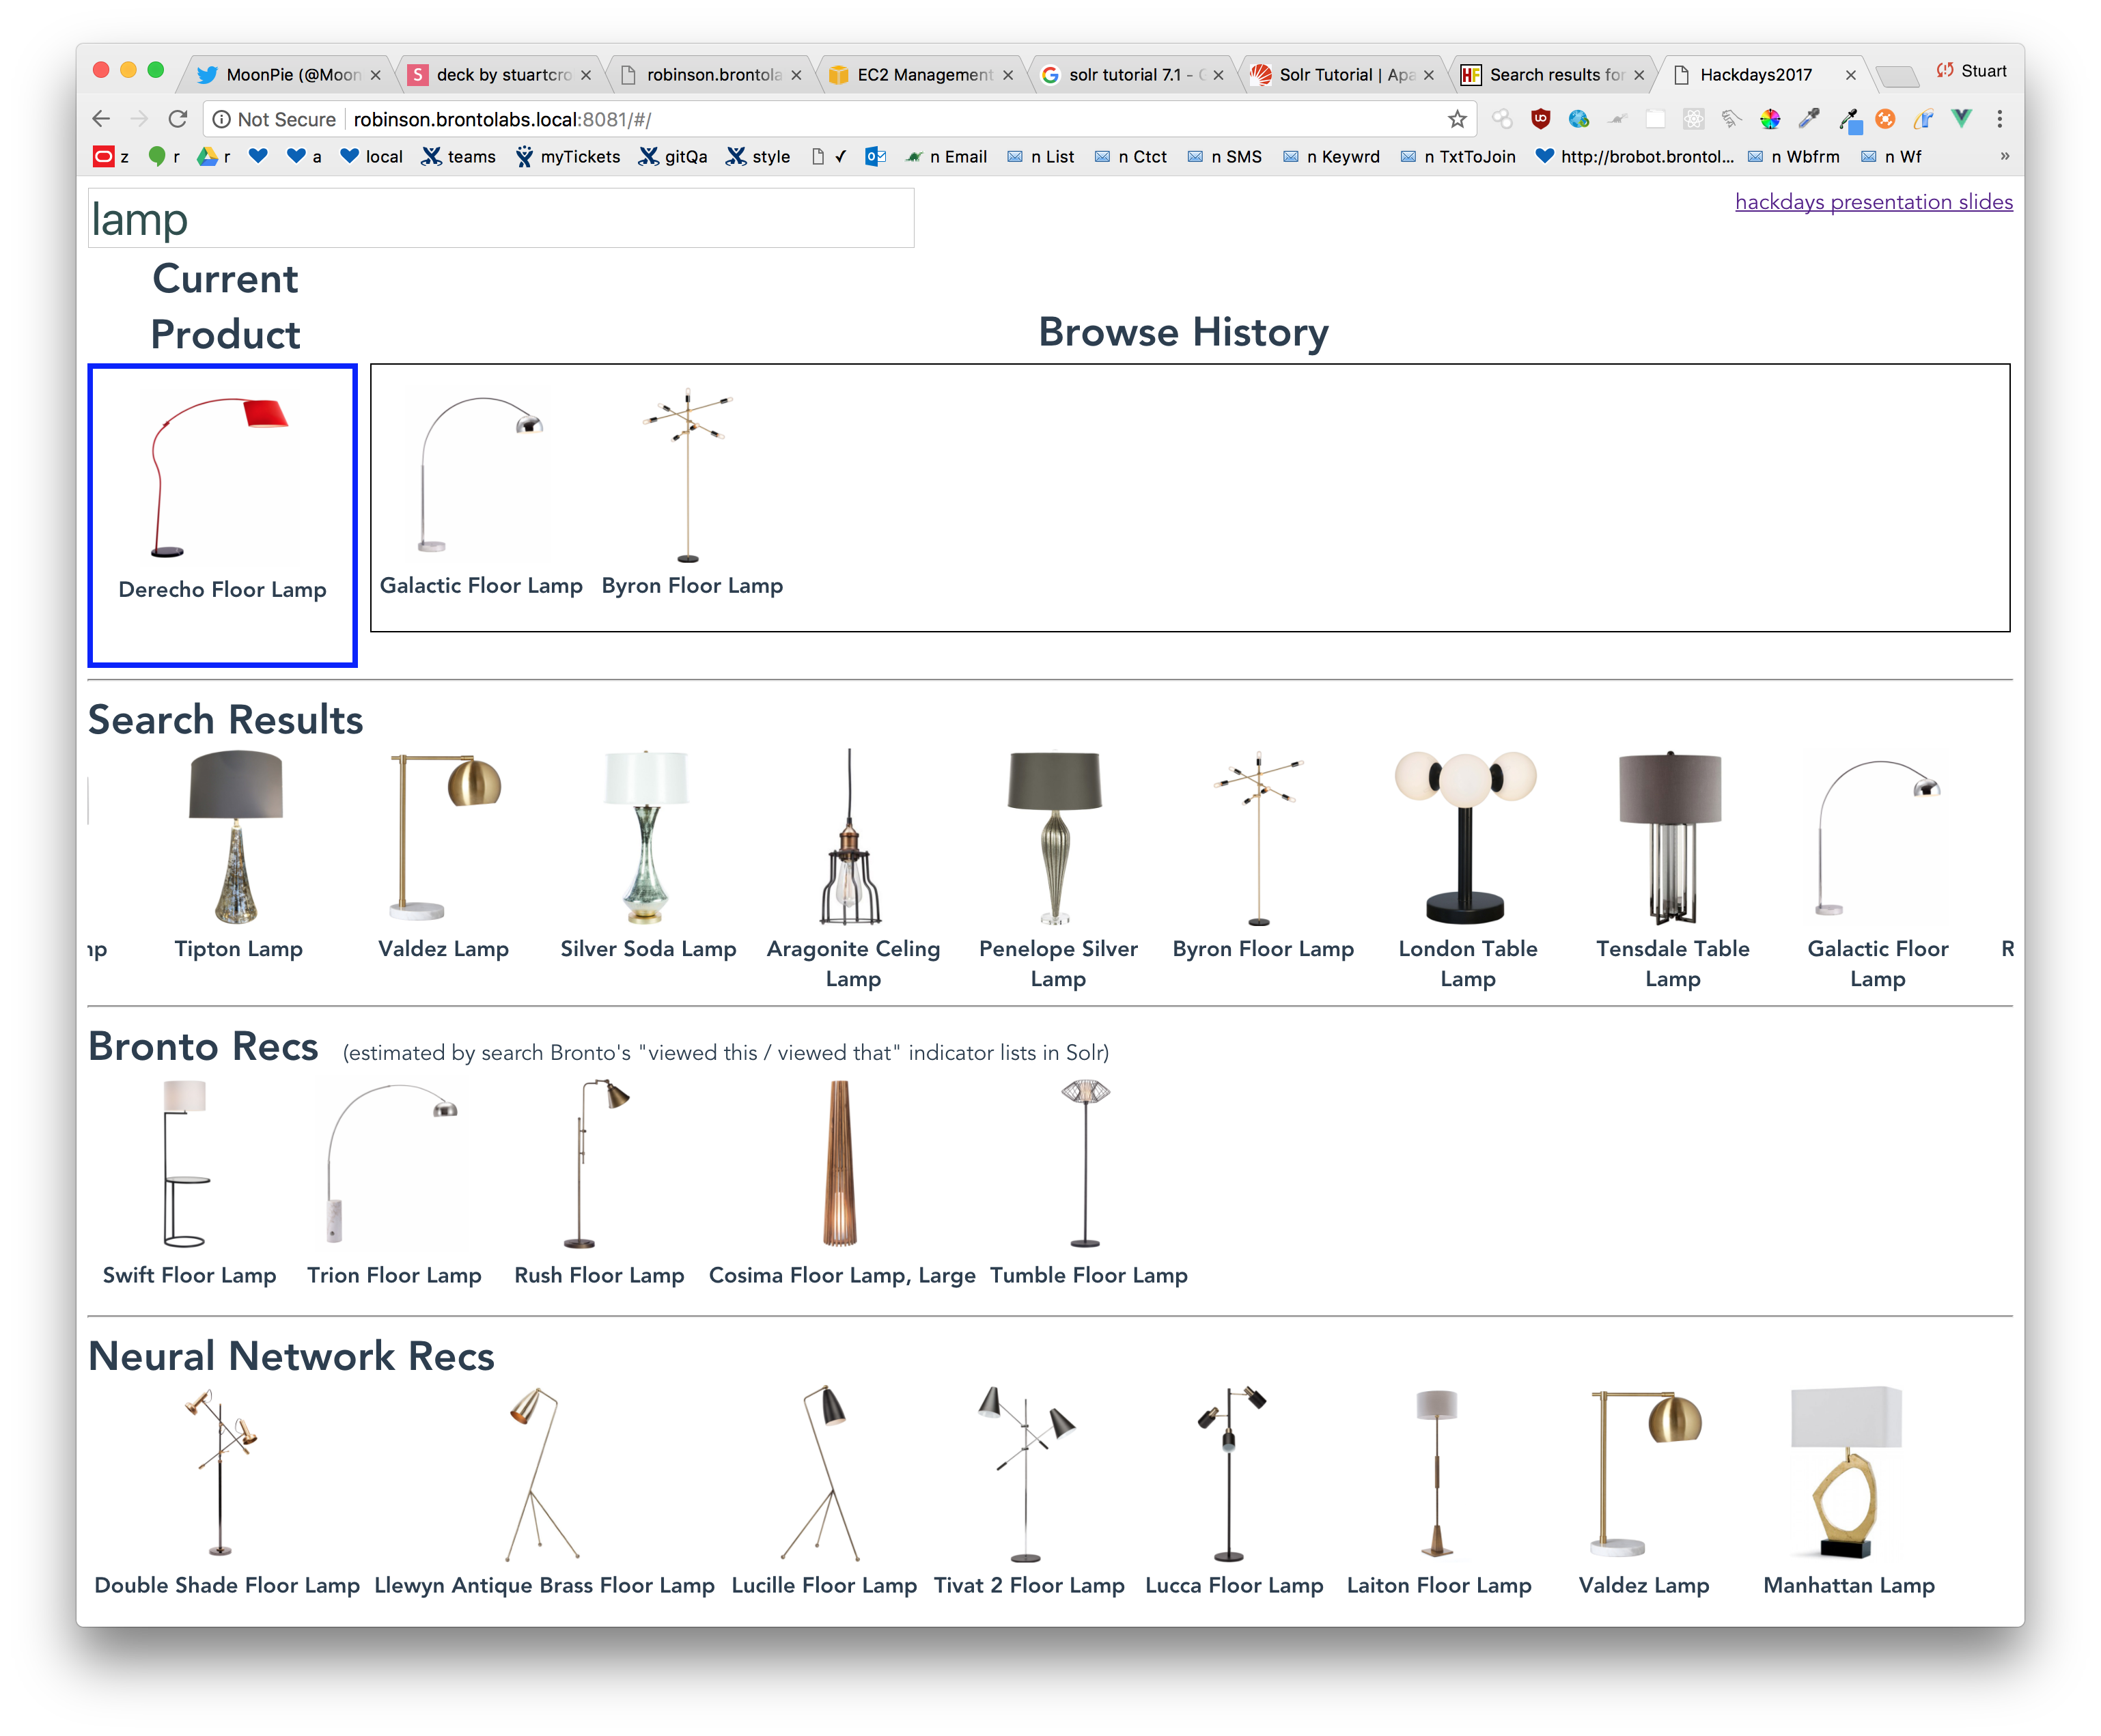 MoonPie (@Moon
deck by stuartcro
robinson.brontola
EC2 Management
solr tutorial 7.1 - G
Solr Tutorial | Apa
Search results for
Hackdays2017
Stuart
Not Secure robinson.brontolabs.local:8081/#/
z r r a local teams myTickets gitQa style ✓ n Email n List n Ctct n SMS n Keywrd n TxtToJoin http://brobot.brontol... n Wbfrm n Wf »
lamp
hackdays presentation slides
Current
Product
Browse History
Derecho Floor Lamp
Galactic Floor Lamp
Byron Floor Lamp
Search Results
Tipton Lamp
Valdez Lamp
Silver Soda Lamp
Aragonite Celing
Lamp
Penelope Silver
Lamp
Byron Floor Lamp
London Table
Lamp
Tensdale Table
Lamp
Galactic Floor
Lamp
R
Bronto Recs (estimated by search Bronto's "viewed this / viewed that" indicator lists in Solr)
Swift Floor Lamp
Trion Floor Lamp
Rush Floor Lamp
Cosima Floor Lamp, Large
Tumble Floor Lamp
Neural Network Recs
Double Shade Floor Lamp
Llewyn Antique Brass Floor Lamp
Lucille Floor Lamp
Tivat 2 Floor Lamp
Lucca Floor Lamp
Laiton Floor Lamp
Valdez Lamp
Manhattan Lamp